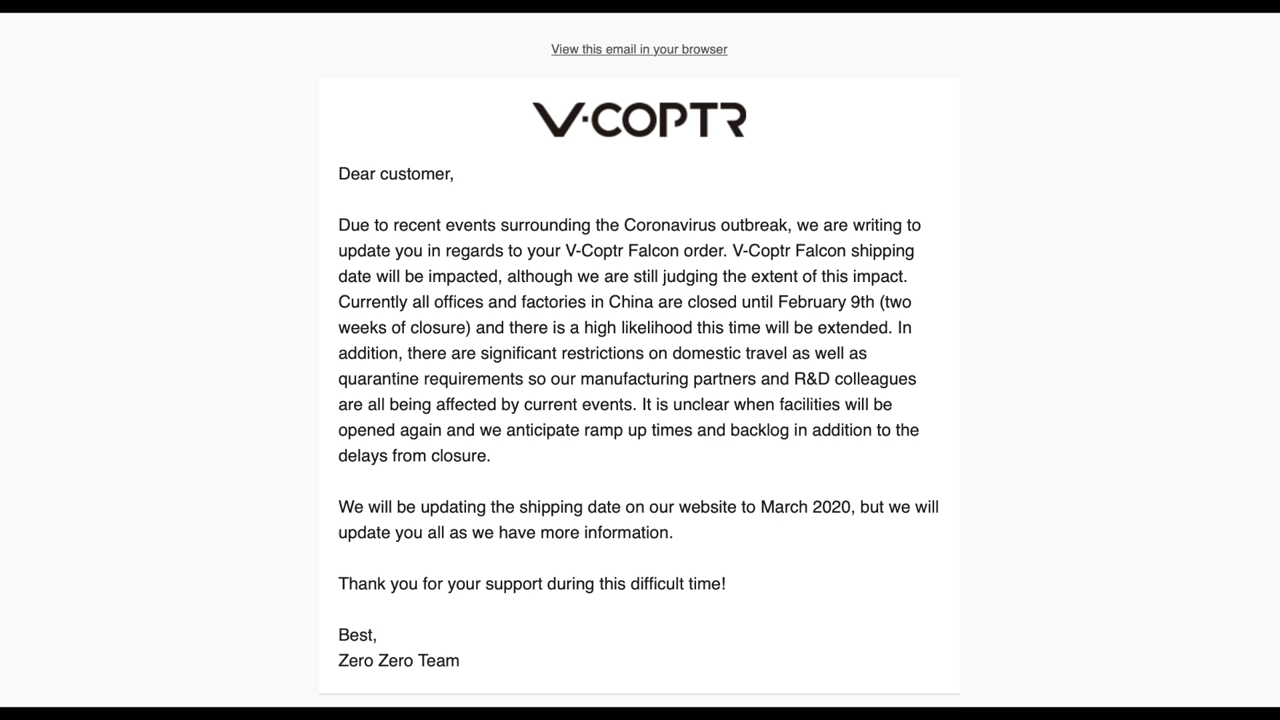 View this email in your browser
V·COPTR
Dear customer,
Due to recent events surrounding the Coronavirus outbreak, we are writing to
update you in regards to your V-Coptr Falcon order. V-Coptr Falcon shipping
date will be impacted, although we are still judging the extent of this impact.
Currently all offices and factories in China are closed until February 9th (two
weeks of closure) and there is a high likelihood this time will be extended. In
addition, there are significant restrictions on domestic travel as well as
quarantine requirements so our manufacturing partners and R&D colleagues
are all being affected by current events. It is unclear when facilities will be
opened again and we anticipate ramp up times and backlog in addition to the
delays from closure.
We will be updating the shipping date on our website to March 2020, but we will
update you all as we have more information.
Thank you for your support during this difficult time!
Best,
Zero Zero Team